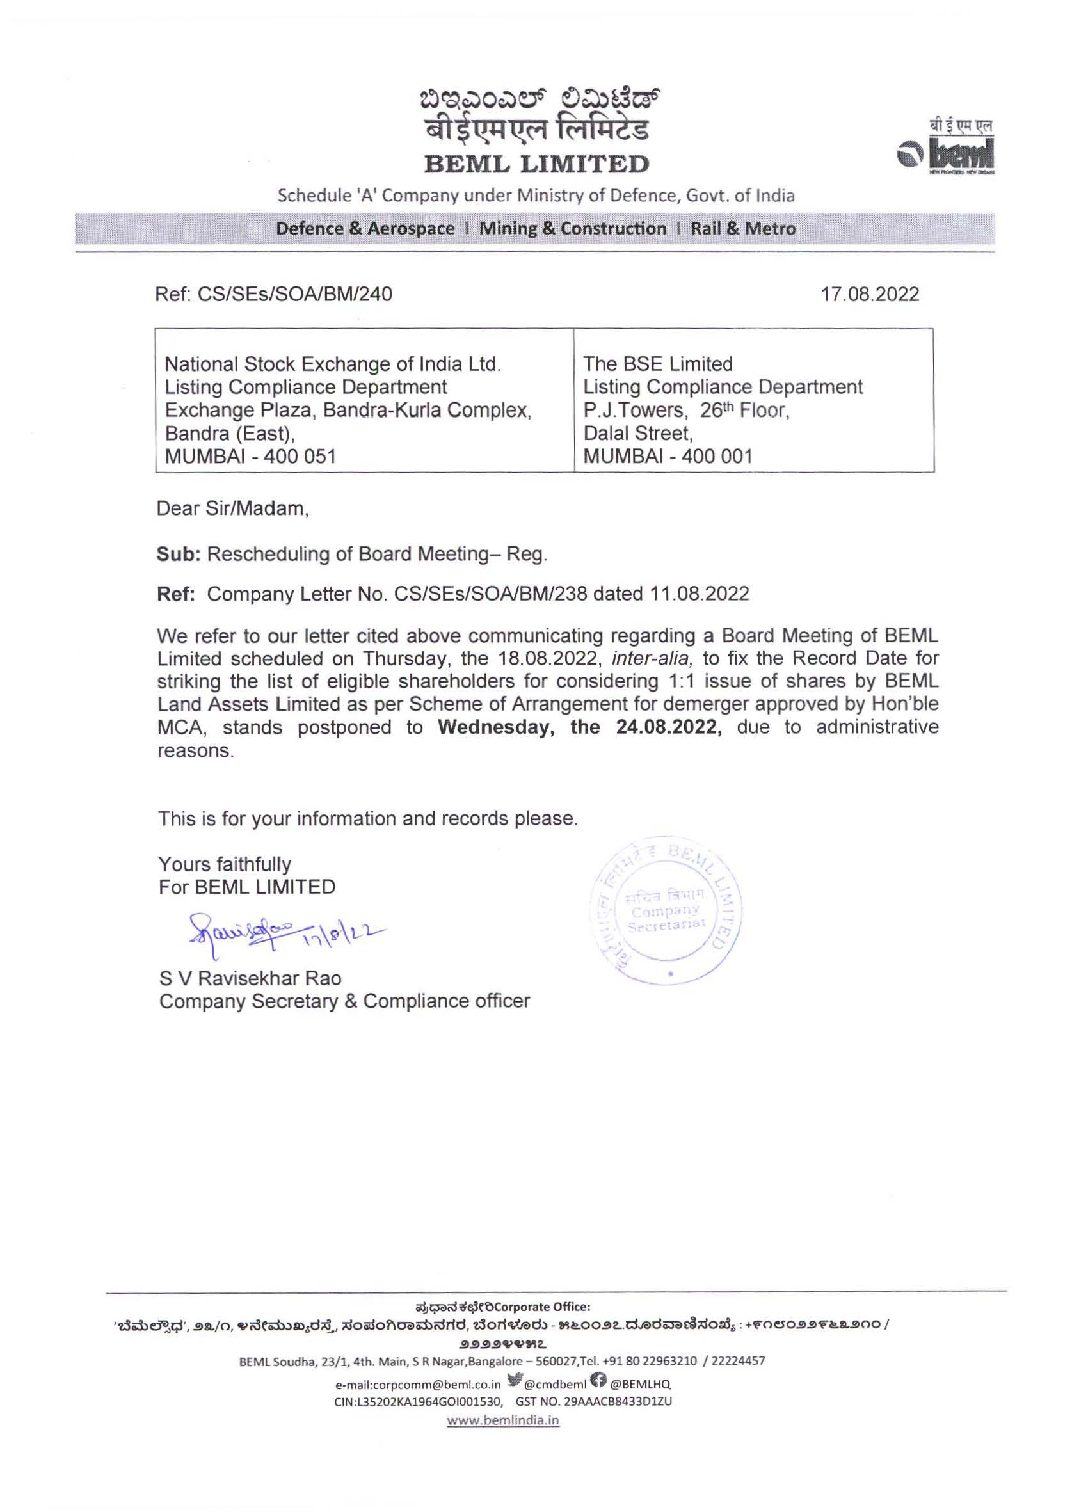 ಬಿಇಎಂಎಲ್ ಲಿಮಿಟೆಡ್
बीईएमएल लिमिटेड
BEML LIMITED
बी ई एम एल
beml
NEW FRONTIERS. NEW DREAMS
Schedule 'A' Company under Ministry of Defence, Govt. of India
Defence & Aerospace I Mining & Construction I Rail & Metro
Ref: CS/SEs/SOA/BM/240 17.08.2022
National Stock Exchange of India Ltd.
Listing Compliance Department
Exchange Plaza, Bandra-Kurla Complex,
Bandra (East),
MUMBAI - 400 051
The BSE Limited
Listing Compliance Department
P.J.Towers, 26th Floor,
Dalal Street,
MUMBAI - 400 001
Dear Sir/Madam,
Sub: Rescheduling of Board Meeting– Reg.
Ref: Company Letter No. CS/SEs/SOA/BM/238 dated 11.08.2022
We refer to our letter cited above communicating regarding a Board Meeting of BEML
Limited scheduled on Thursday, the 18.08.2022, inter-alia, to fix the Record Date for
striking the list of eligible shareholders for considering 1:1 issue of shares by BEML
Land Assets Limited as per Scheme of Arrangement for demerger approved by Hon'ble
MCA, stands postponed to Wednesday, the 24.08.2022, due to administrative
reasons.
This is for your information and records please.
Yours faithfully
For BEML LIMITED
17/8/22
बीईएमएल लिमिटेड BEML LIMITED
सचिव विभाग
Company
Secretariat
S V Ravisekhar Rao
Company Secretary & Compliance officer
ಪ್ರಧಾನ ಕಛೇರಿCorporate Office:
'ಬೆಮೆಲ್ಸೌಧ', ೨೩/೧, ೪ನೇಮುಖ್ಯರಸ್ತೆ, ಸಂಪಂಗಿರಾಮನಗರ, ಬೆಂಗಳೂರು - ೫೬೦೦೨೭.ದೂರವಾಣಿಸಂಖ್ಯೆ : +೯೧೮೦೨೨೯೬೩೨೧೦ /
೨೨೨೨೪೪೫೭
BEML Soudha, 23/1, 4th. Main, S R Nagar,Bangalore – 560027,Tel. +91 80 22963210 / 22224457
e-mail:corpcomm@beml.co.in @cmdbeml @BEMLHQ
CIN:L35202KA1964GOI001530, GST NO. 29AAACB8433D1ZU
www.bemlindia.in